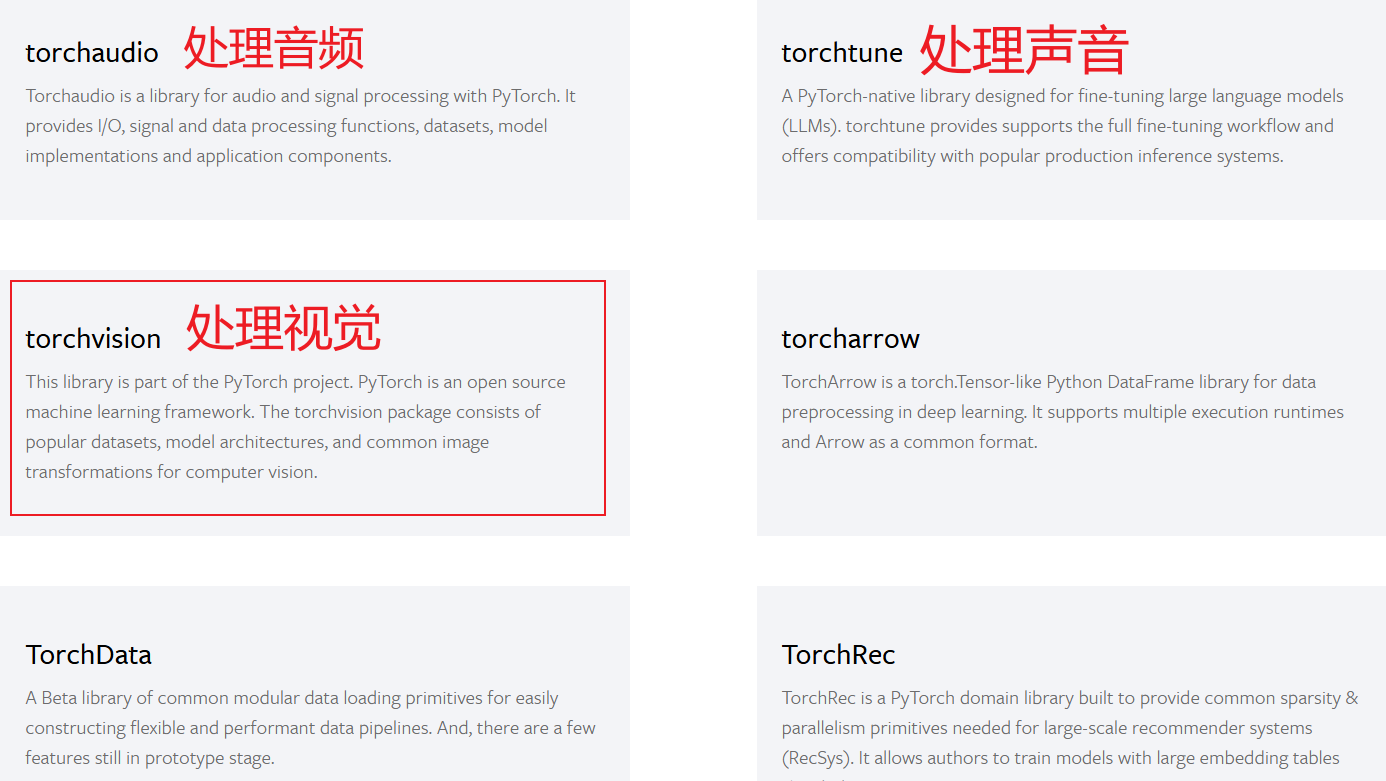 torchaudio 处理音频
Torchaudio is a library for audio and signal processing with PyTorch. It
provides I/O, signal and data processing functions, datasets, model
implementations and application components.
torchtune 处理声音
A PyTorch-native library designed for fine-tuning large language models
(LLMs). torchtune provides supports the full fine-tuning workflow and
offers compatibility with popular production inference systems.
torchvision 处理视觉
This library is part of the PyTorch project. PyTorch is an open source
machine learning framework. The torchvision package consists of
popular datasets, model architectures, and common image
transformations for computer vision.
torcharrow
TorchArrow is a torch.Tensor-like Python DataFrame library for data
preprocessing in deep learning. It supports multiple execution runtimes
and Arrow as a common format.
TorchData
A Beta library of common modular data loading primitives for easily
constructing flexible and performant data pipelines. And, there are a few
features still in prototype stage.
TorchRec
TorchRec is a PyTorch domain library built to provide common sparsity &
parallelism primitives needed for large-scale recommender systems
(RecSys). It allows authors to train models with large embedding tables